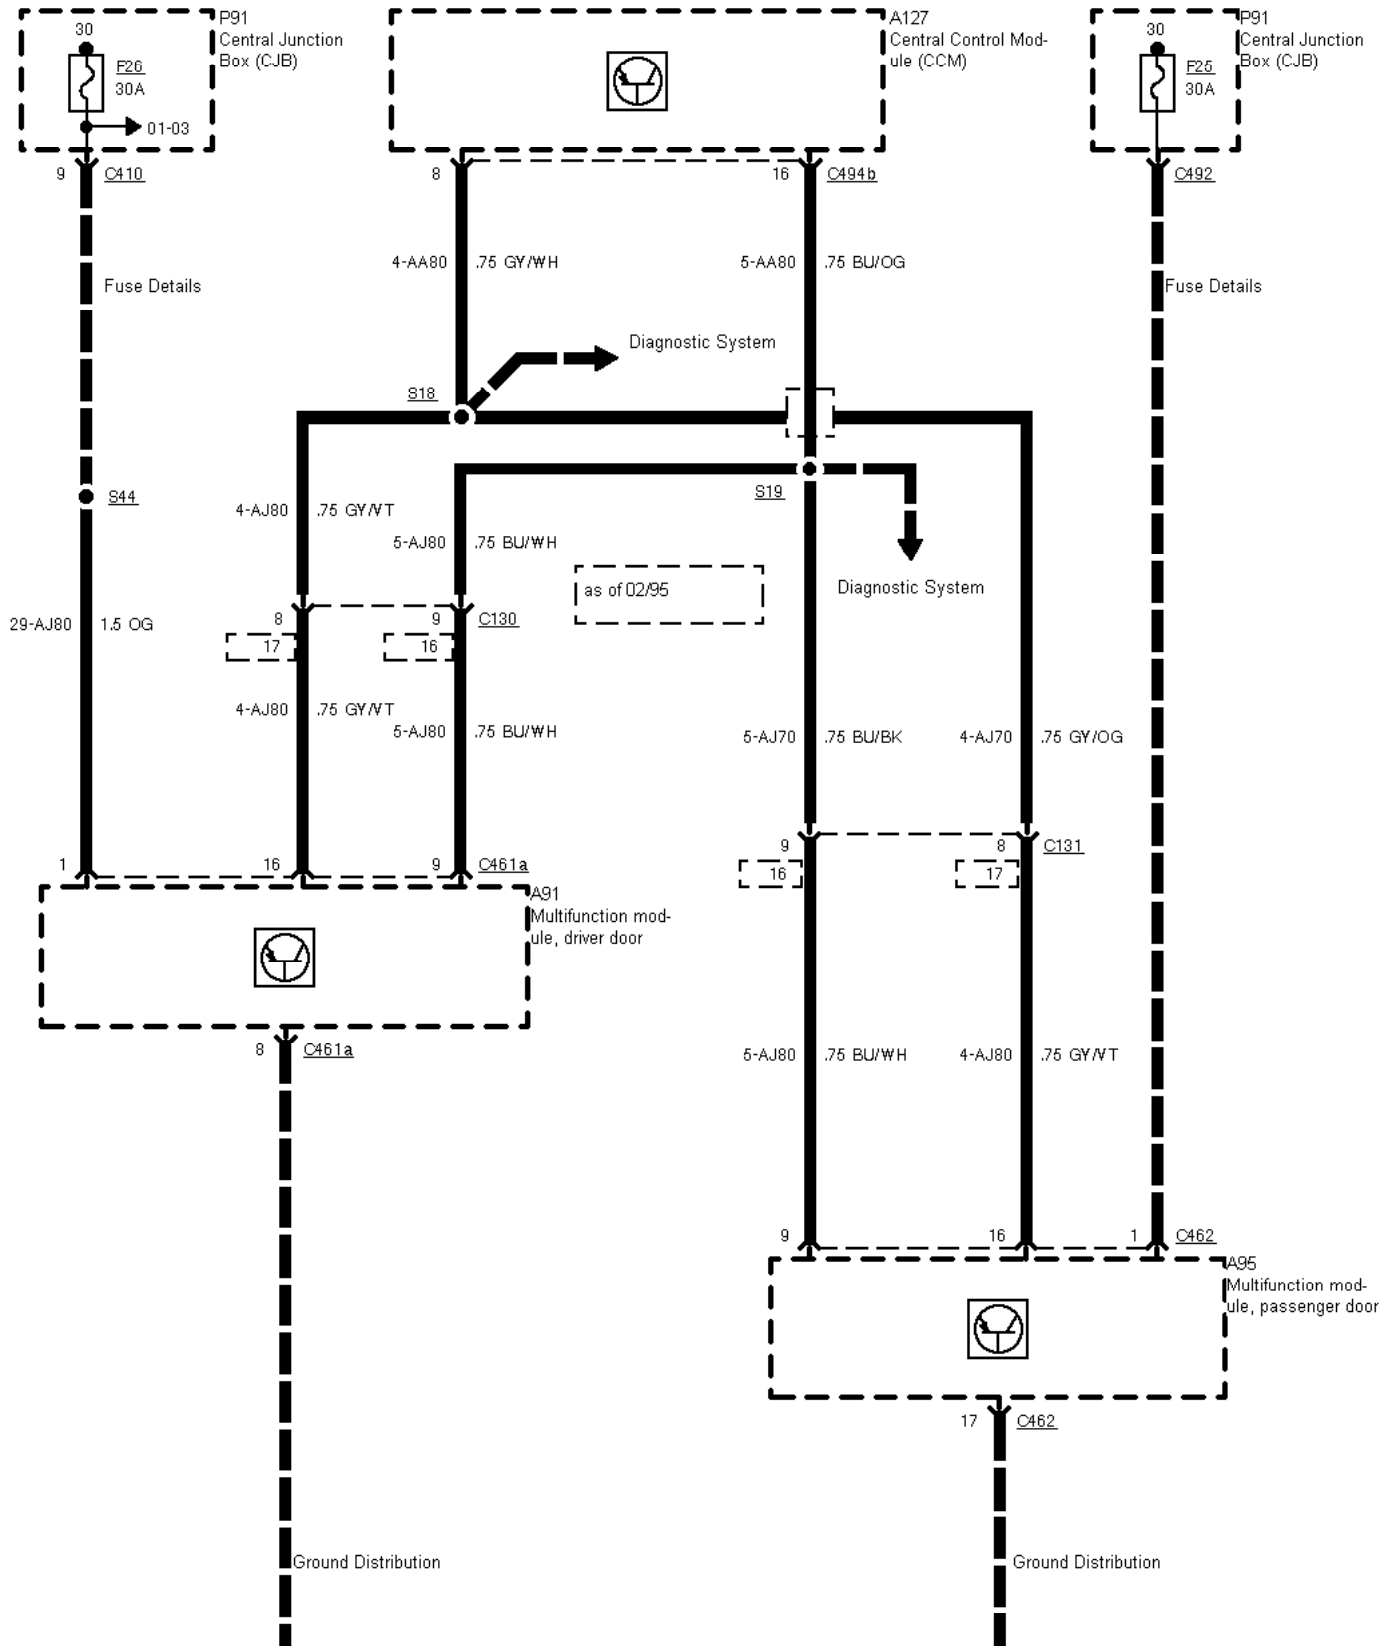 P91
Central Junction
Box (CJB)
30
F26
30A
01-03
A127
Central Control Mod-
ule (CCM)
P91
Central Junction
Box (CJB)
30
F25
30A
9 C410
8
16 C494b
C492
4-AA80 .75 GY/WH
5-AA80 .75 BU/OG
Fuse Details
Fuse Details
Diagnostic System
S18
S19
S44
4-AJ80 .75 GY/VT
5-AJ80 .75 BU/WH
as of 02/95
Diagnostic System
29-AJ80 1.5 OG
8
17
9 C130
16
4-AJ80 .75 GY/VT
5-AJ80 .75 BU/WH
5-AJ70 .75 BU/BK
4-AJ70 .75 GY/OG
9
16
8 C131
17
1
16
9 C461a
A91
Multifunction mod-
ule, driver door
8 C461a
5-AJ80 .75 BU/WH
4-AJ80 .75 GY/VT
9
16
1 C462
A95
Multifunction mod-
ule, passenger door
17 C462
Ground Distribution
Ground Distribution